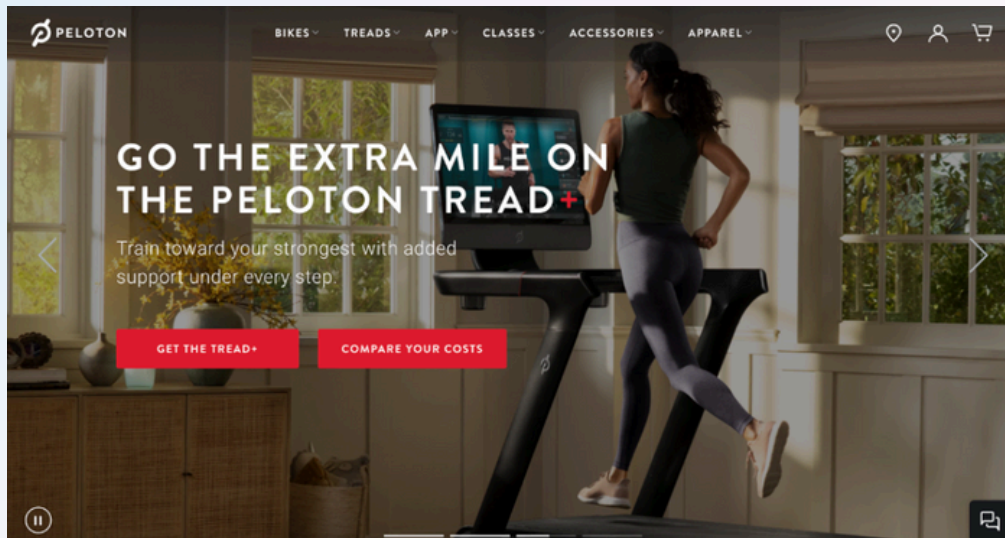 PELOTON
BIKES TREADS APP CLASSES ACCESSORIES APPAREL
GO THE EXTRA MILE ON
THE PELOTON TREAD+
Train toward your strongest with added
support under every step.
GET THE TREAD+ COMPARE YOUR COSTS